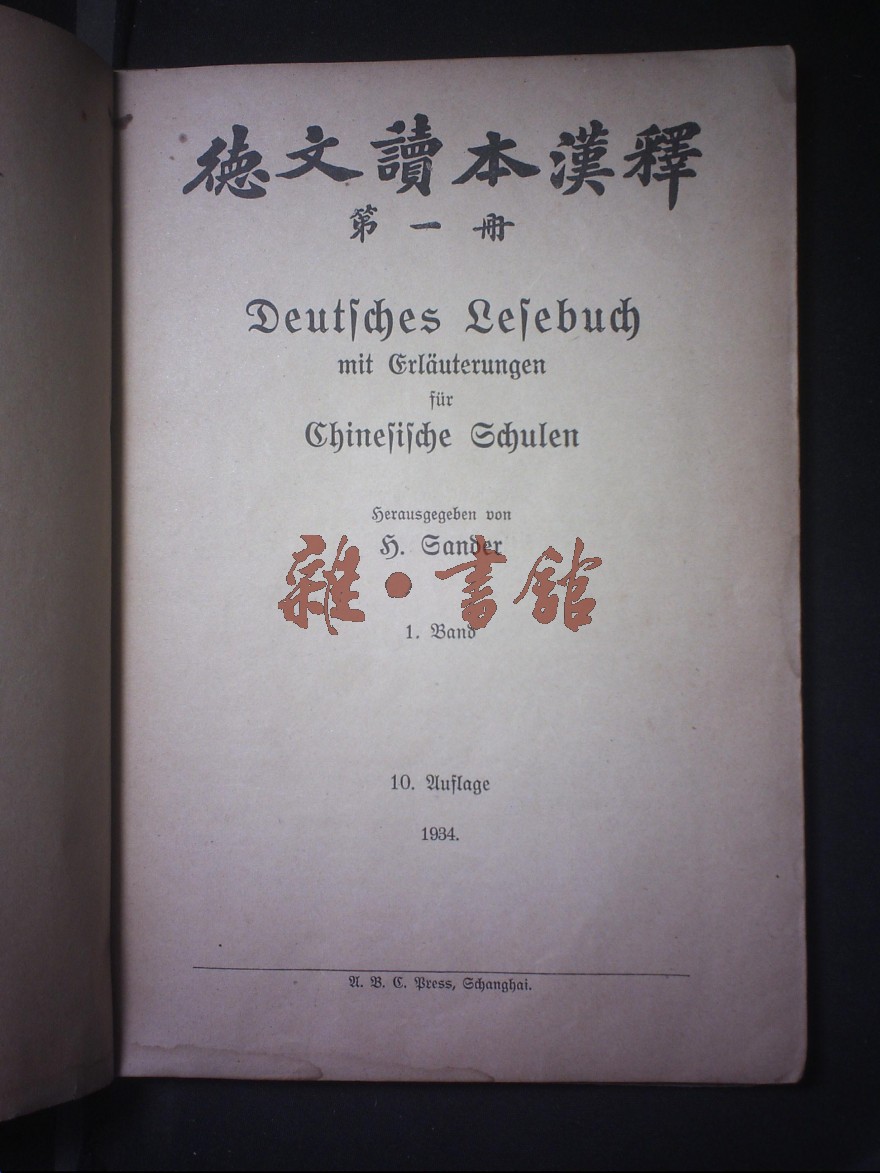 德文讀本漢釋
第一冊
Deutſches Leſebuch
mit Erläuterungen
für
Chineſiſche Schulen
Herausgegeben von
H. Sander
雜·書館
1. Band
10. Auflage
1934.
A. B. C. Press, Schanghai.